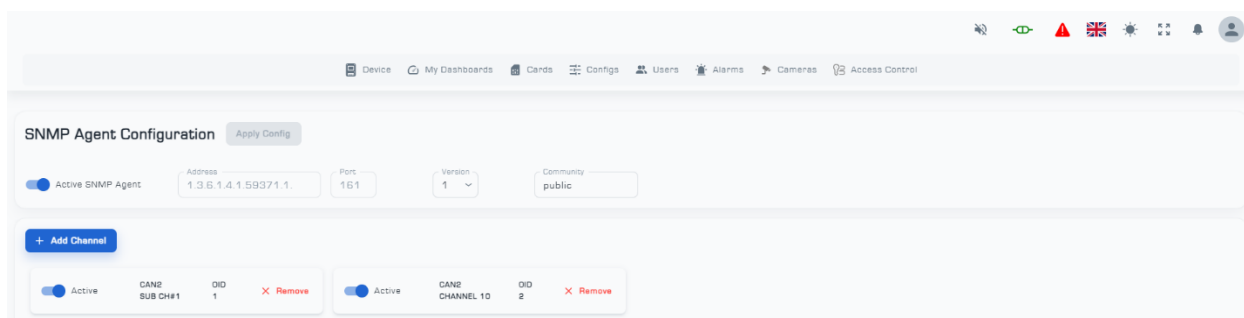 Device My Dashboards Cards Configs Users Alarms Cameras Access Control
SNMP Agent Configuration Apply Config
Active SNMP Agent
Address
1.3.6.1.4.1.59371.1.
Port
161
Version
1
Community
public
+ Add Channel
Active
CAN2
SUB CH#1
OID
1
Remove
Active
CAN2
CHANNEL 10
OID
2
Remove